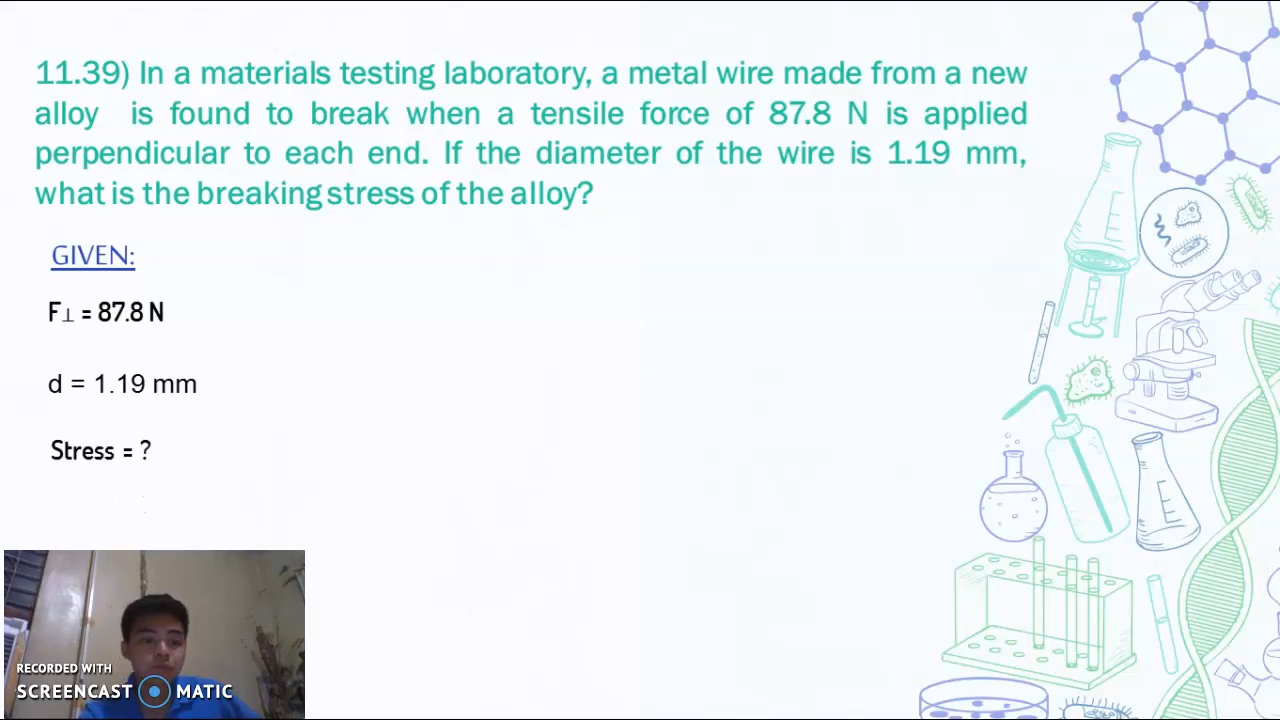 11.39) In a materials testing laboratory, a metal wire made from a new
alloy is found to break when a tensile force of 87.8 N is applied
perpendicular to each end. If the diameter of the wire is 1.19 mm,
what is the breaking stress of the alloy?
GIVEN:
F⊥ = 87.8 N
d = 1.19 mm
Stress = ?
RECORDED WITH
SCREENCAST MATIC